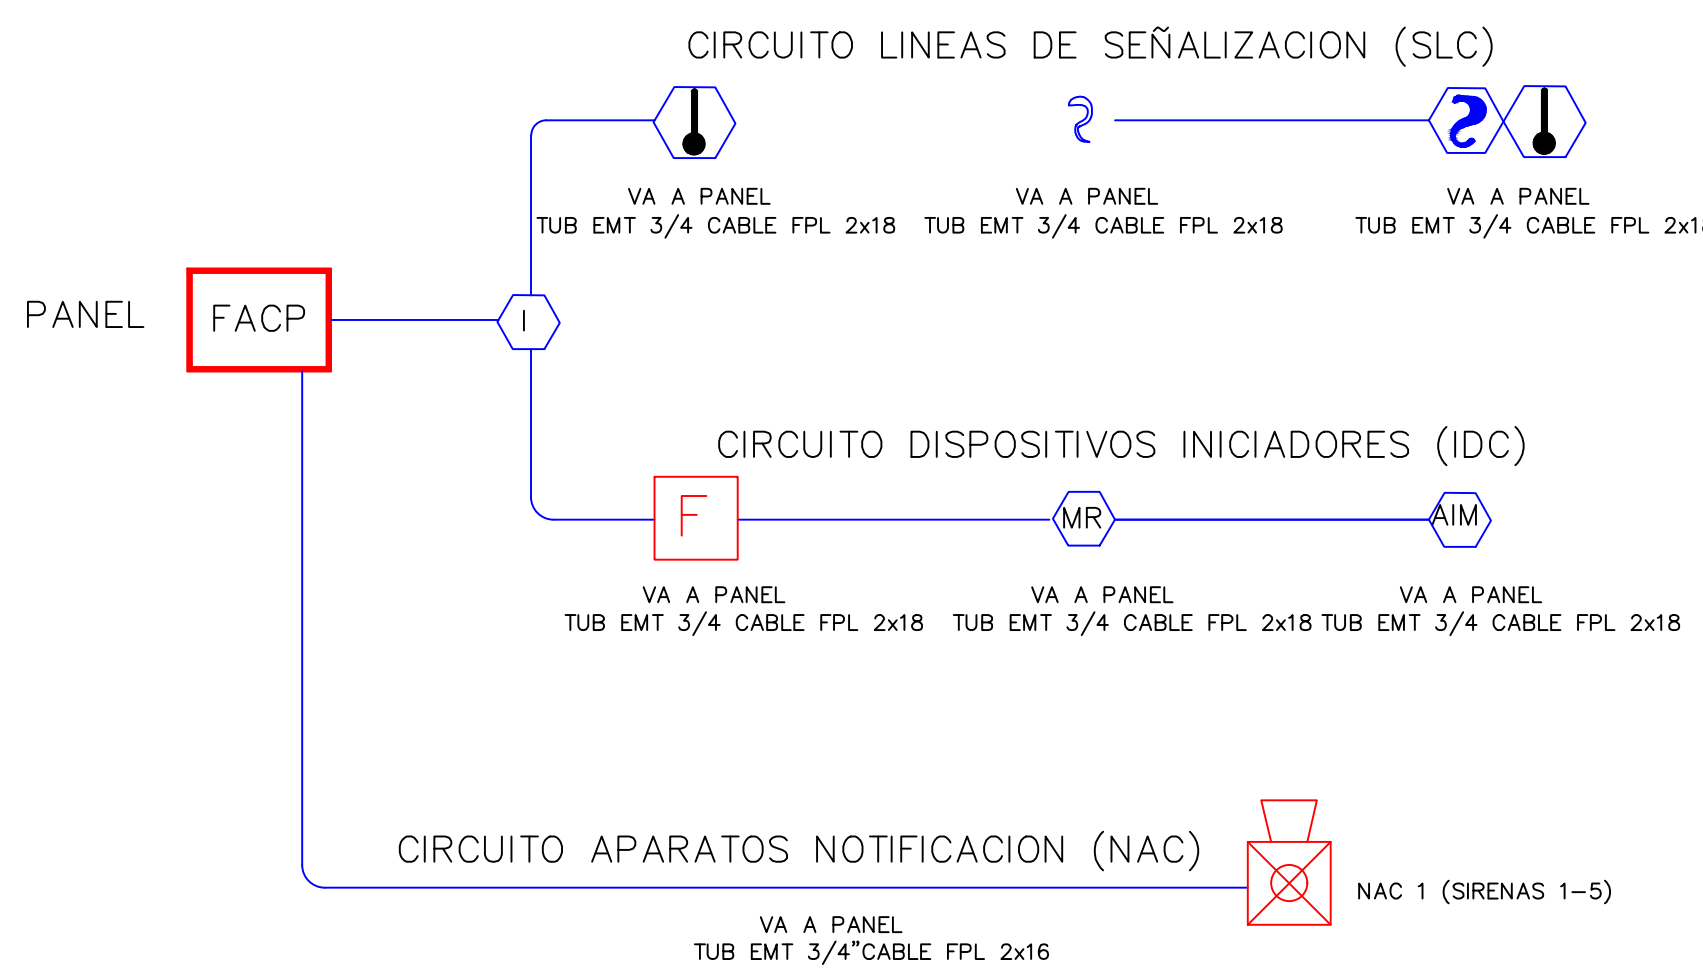 CIRCUITO LINEAS DE SEÑALIZACION (SLC)
VA A PANEL
TUB EMT 3/4 CABLE FPL 2x18
VA A PANEL
TUB EMT 3/4 CABLE FPL 2x18
VA A PANEL
TUB EMT 3/4 CABLE FPL 2x18
PANEL
FACP
I
CIRCUITO DISPOSITIVOS INICIADORES (IDC)
F
MR
AIM
VA A PANEL
TUB EMT 3/4 CABLE FPL 2x18
VA A PANEL
TUB EMT 3/4 CABLE FPL 2x18
VA A PANEL
TUB EMT 3/4 CABLE FPL 2x18
CIRCUITO APARATOS NOTIFICACION (NAC)
NAC 1 (SIRENAS 1-5)
VA A PANEL
TUB EMT 3/4"CABLE FPL 2x16